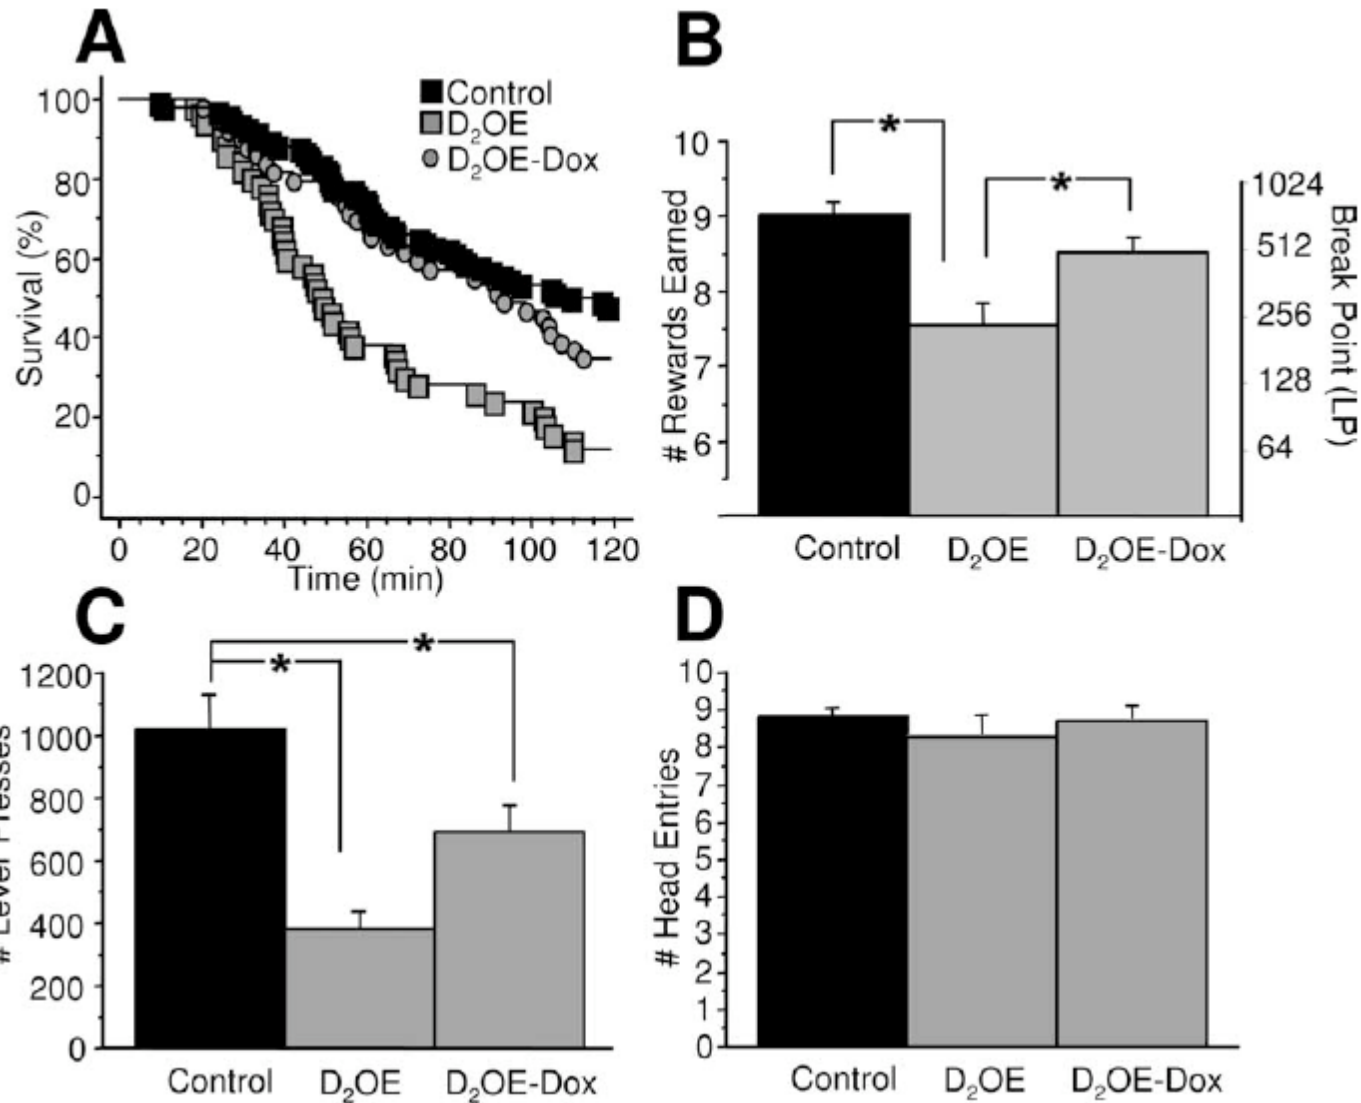 A
100
80
60
40
20
0
Survival (%)
Control
D₂OE
D₂OE-Dox
0 20 40 60 80 100 120
Time (min)
B
10
9
8
7
6
# Rewards Earned
*
*
1024
512
256
128
64
Break Point (LP)
Control D₂OE D₂OE-Dox
C
1200
1000
800
600
400
200
0
# Lever Presses
*
*
Control D₂OE D₂OE-Dox
D
10
9
8
7
6
5
4
3
2
1
0
# Head Entries
Control D₂OE D₂OE-Dox